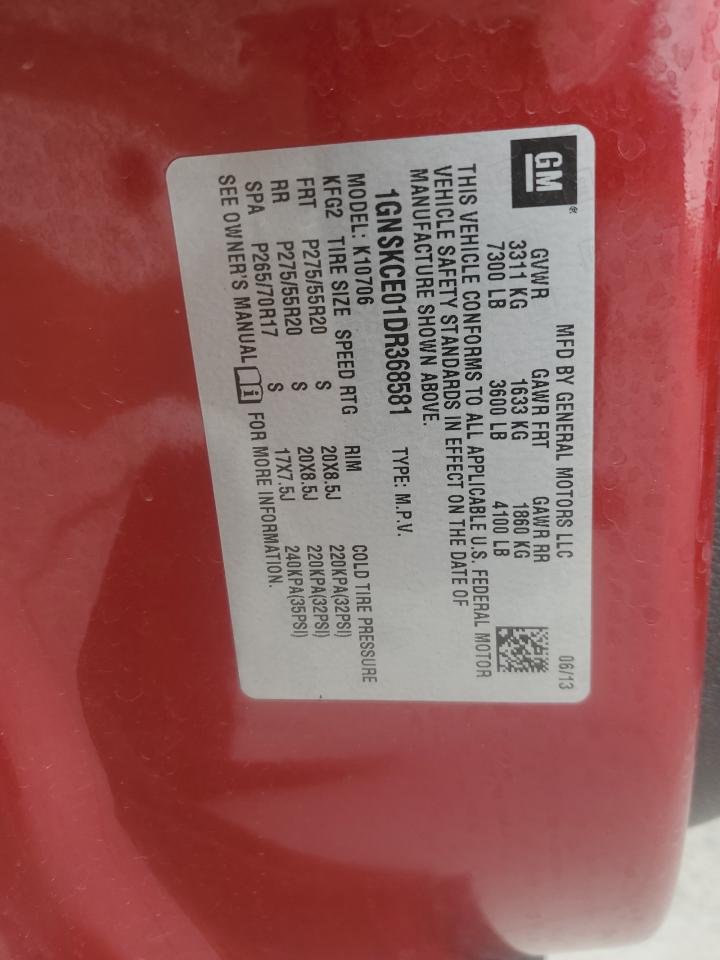 GM
MFD BY GENERAL MOTORS LLC 06/13
GVWR GAWR FRT GAWR RR
3311 KG 1633 KG 1860 KG
7300 LB 3600 LB 4100 LB
THIS VEHICLE CONFORMS TO ALL APPLICABLE U.S. FEDERAL MOTOR
VEHICLE SAFETY STANDARDS IN EFFECT ON THE DATE OF
MANUFACTURE SHOWN ABOVE.
1GNSKCE01DR368581 TYPE: M.P.V.
MODEL: K10706
KFG2 TIRE SIZE SPEED RTG RIM COLD TIRE PRESSURE
FRT P275/55R20 S 20X8.5J 220KPA(32PSI)
RR P275/55R20 S 20X8.5J 220KPA(32PSI)
SPA P265/70R17 S 17X7.5J 240KPA(35PSI)
SEE OWNER'S MANUAL FOR MORE INFORMATION.